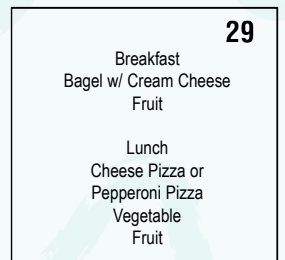 29
Breakfast
Bagel w/ Cream Cheese
Fruit
Lunch
Cheese Pizza or
Pepperoni Pizza
Vegetable
Fruit